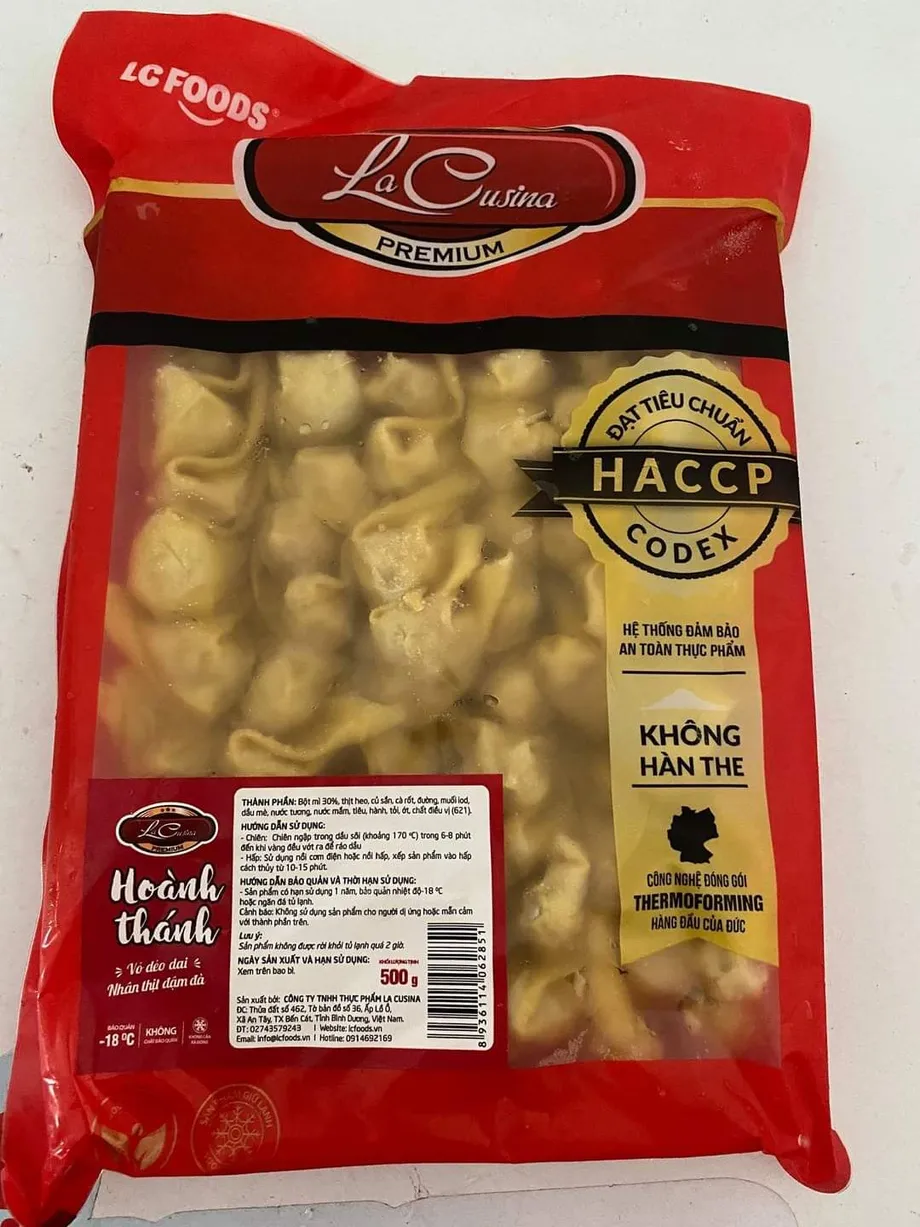 LC FOODS
La Cusina
PREMIUM
ĐẠT TIÊU CHUẨN
HACCP
CODEX
HỆ THỐNG ĐẢM BẢO
AN TOÀN THỰC PHẨM
KHÔNG
HÀN THE
CÔNG NGHỆ ĐÓNG GÓI
THERMOFORMING
HÀNG ĐẦU CỦA ĐỨC
La Cusina
PREMIUM
Hoành
thánh
Vỏ dẻo dai
Nhân thịt đậm đà
BẢO QUẢN
-18 °C
KHÔNG
CHẤT BẢO QUẢN
THÀNH PHẦN: Bột mì 30%, thịt heo, củ sắn, cà rốt, đường, muối iod,
dầu mè, nước tương, nước mắm, tiêu, hành, tỏi, ớt, chất điều vị (621).
HƯỚNG DẪN SỬ DỤNG:
- Chiên: Chiên ngập trong dầu sôi (khoảng 170 °C) trong 6-8 phút
đến khi vàng đều vớt ra để ráo dầu
- Hấp: Sử dụng nồi cơm điện hoặc nồi hấp, xếp sản phẩm vào hấp
cách thủy từ 10-15 phút.
HƯỚNG DẪN BẢO QUẢN VÀ THỜI HẠN SỬ DỤNG:
- Sản phẩm có hạn sử dụng 1 năm, bảo quản nhiệt độ-18 °C
hoặc ngăn đá tủ lạnh.
Cảnh báo: Không sử dụng sản phẩm cho người dị ứng hoặc mẫn cảm
với thành phần trên.
Lưu ý:
Sản phẩm không được rời khỏi tủ lạnh quá 2 giờ.
NGÀY SẢN XUẤT VÀ HẠN SỬ DỤNG:
Xem trên bao bì.
KHỐI LƯỢNG TỊNH
500 g
Sản xuất bởi: CÔNG TY TNHH THỰC PHẨM LA CUSINA
ĐC: Thửa đất số 462, Tờ bản đồ số 36, Ấp Lồ Ồ,
Xã An Tây, TX Bến Cát, Tỉnh Bình Dương, Việt Nam.
ĐT: 02743579243 | Website: lcfoods.vn
Email: info@lcfoods.vn | Hotline: 0914692169
8936114062851